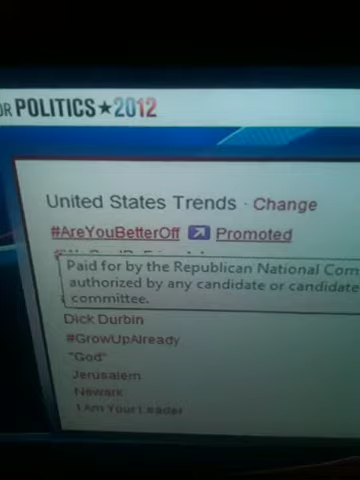 OR POLITICS★2012
United States Trends · Change
#AreYouBetterOff Promoted
Paid for by the Republican National Com
authorized by any candidate or candidate
committee.
Dick Durbin
#GrowUpAlready
"God"
Jerusalem
Newark
I Am Your Leader